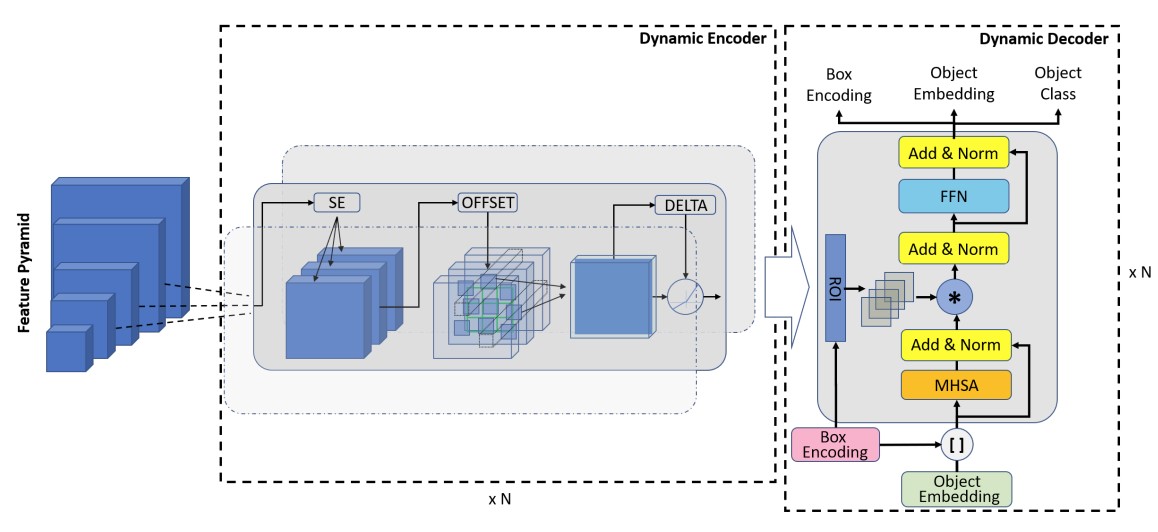 Feature Pyramid
Dynamic Encoder
SE
OFFSET
DELTA
x N
Dynamic Decoder
Box
Encoding
Object
Embedding
Object
Class
Add & Norm
FFN
Add & Norm
ROI
*
Add & Norm
MHSA
Box
Encoding
[ ]
Object
Embedding
x N